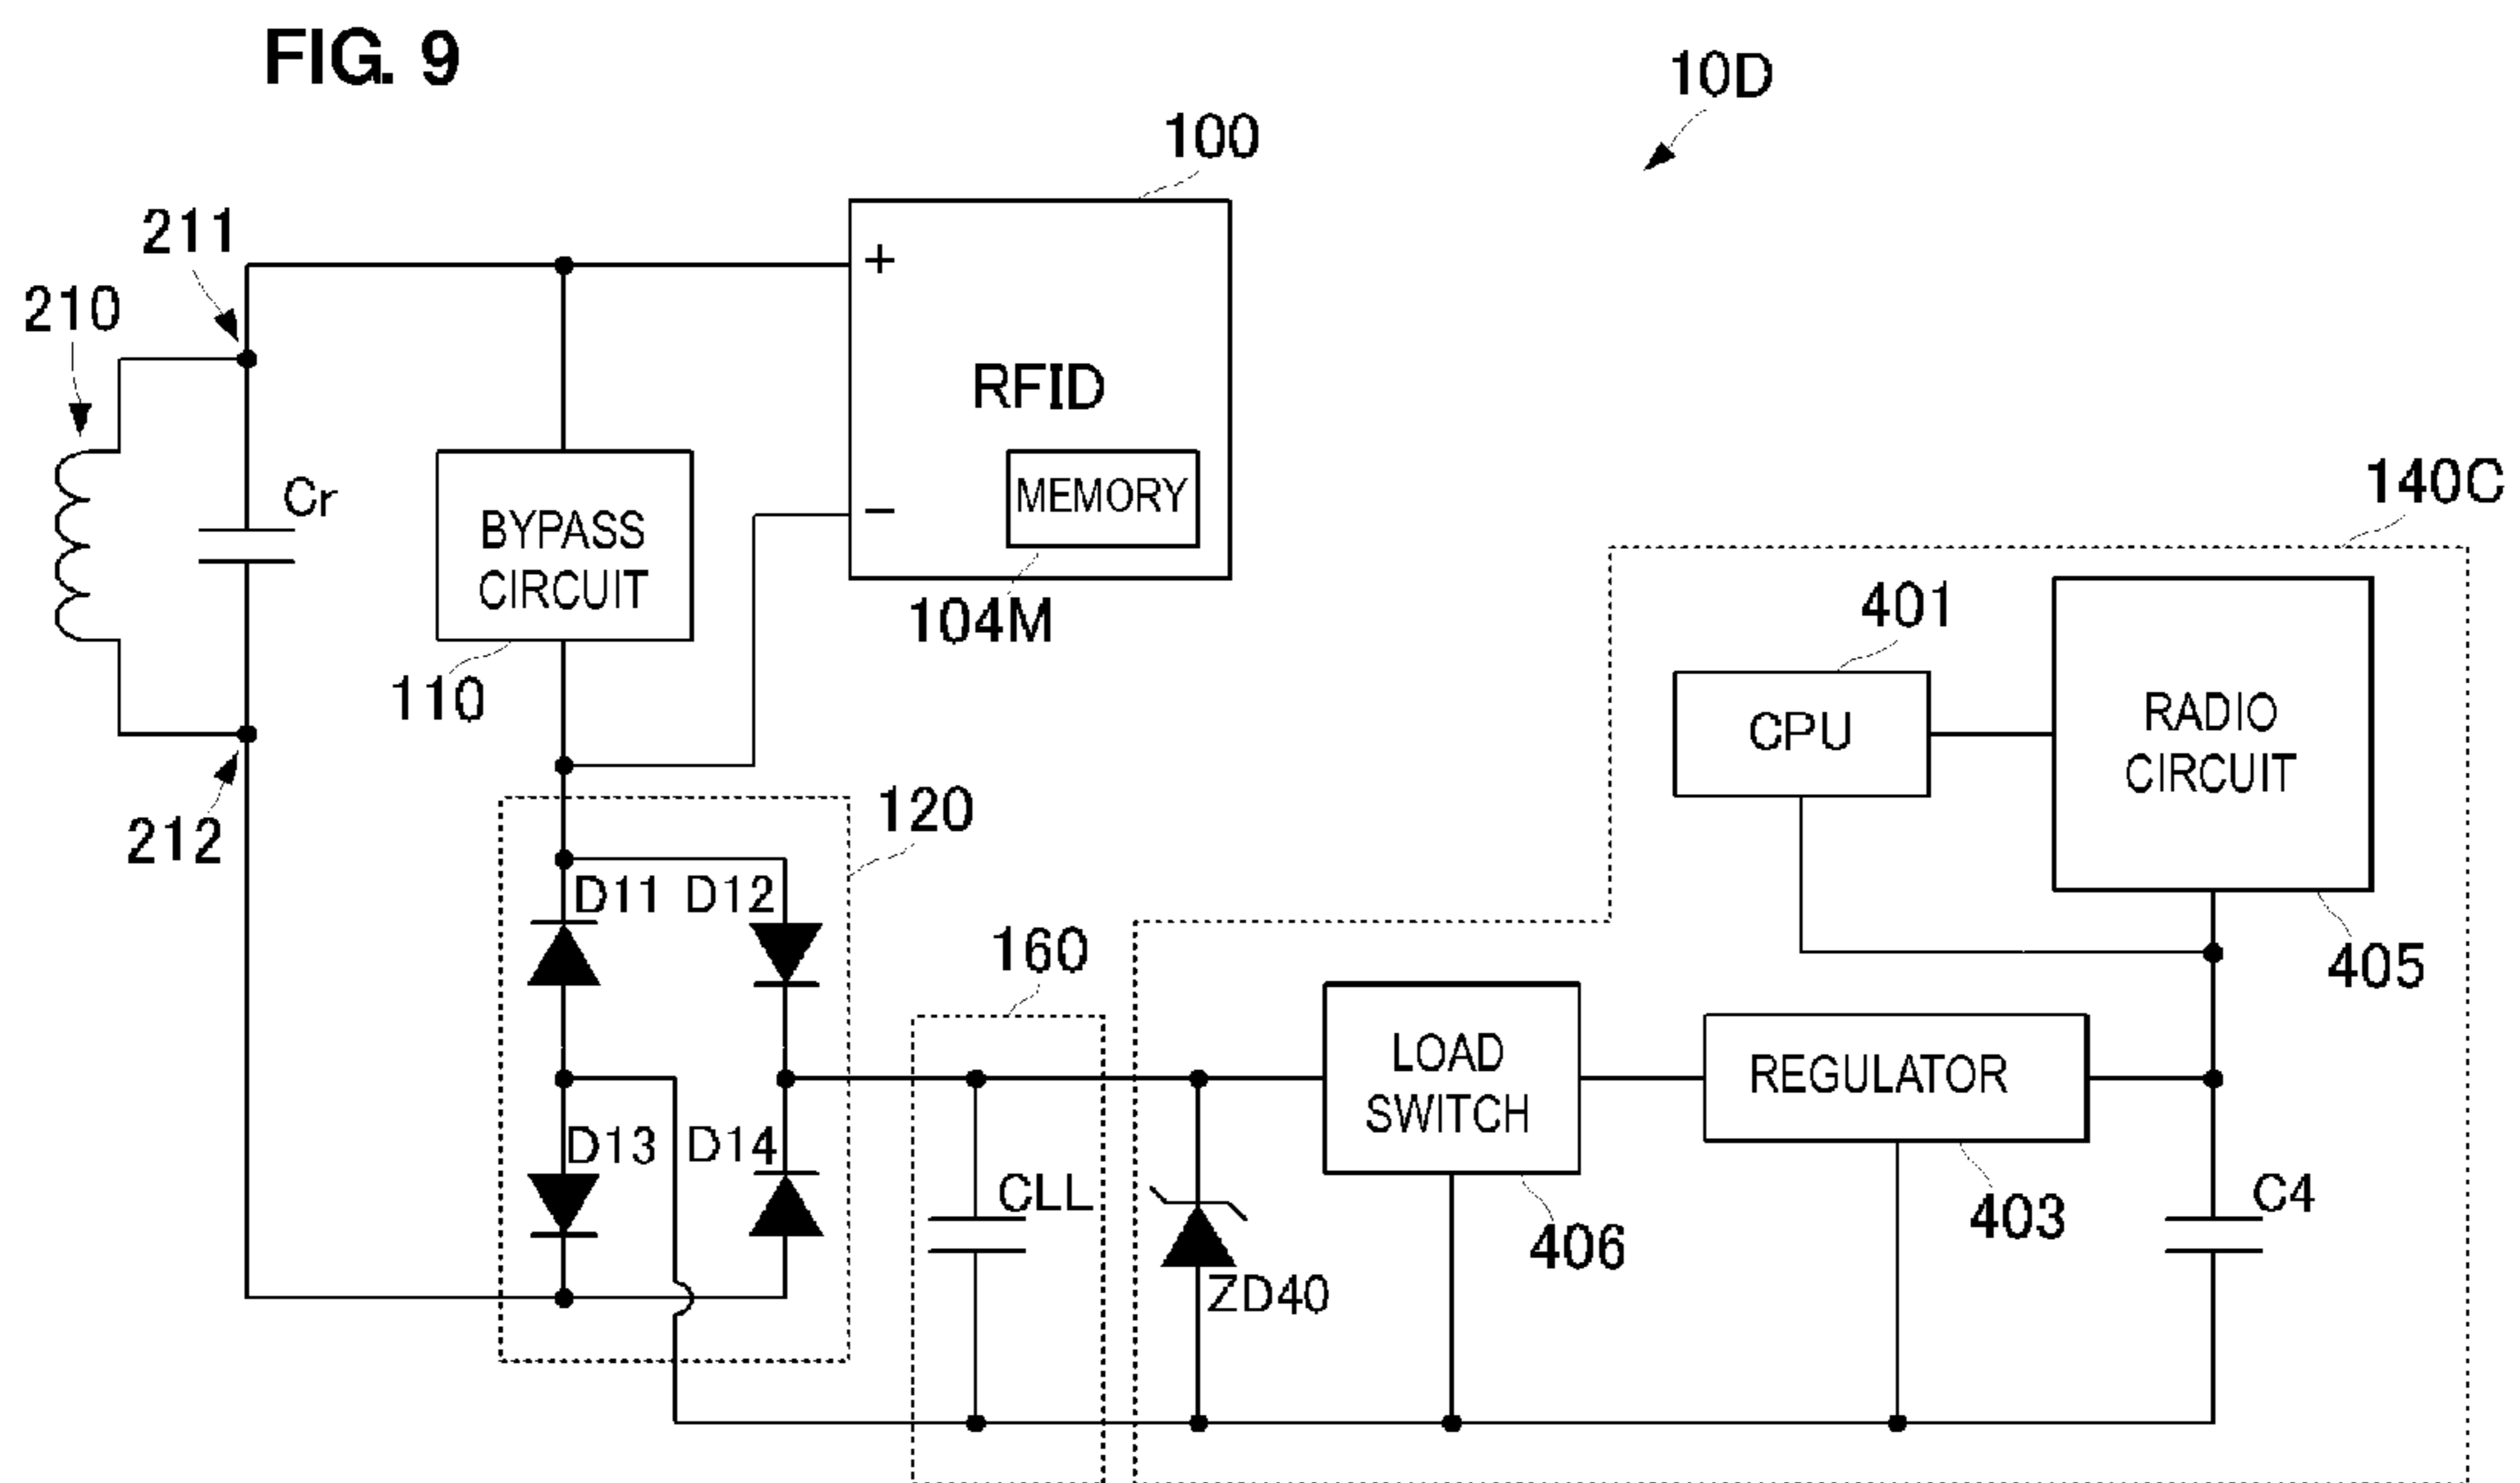 FIG. 9
10D
100
211
210
+
RFID
−
MEMORY
104M
Cr
BYPASS
CIRCUIT
110
212
140C
401
CPU
RADIO
CIRCUIT
405
120
D11
D12
D13
D14
160
CLL
ZD40
LOAD
SWITCH
406
REGULATOR
403
C4